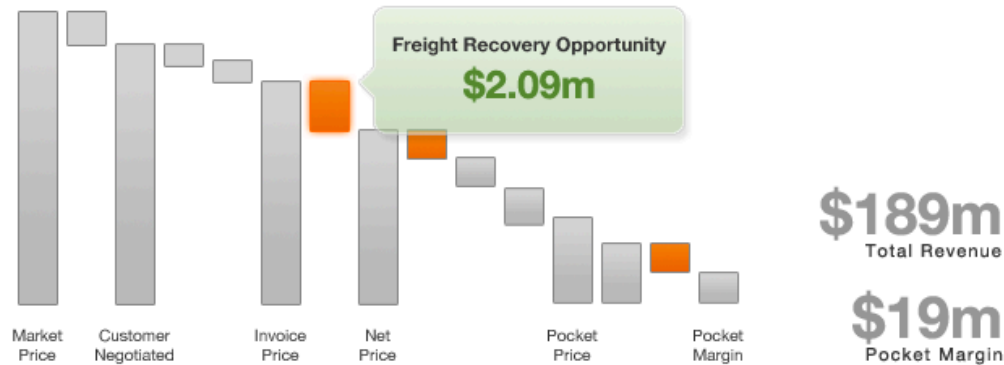 Freight Recovery Opportunity
$2.09m
$189m
Total Revenue
$19m
Pocket Margin
Market
Price
Customer
Negotiated
Invoice
Price
Net
Price
Pocket
Price
Pocket
Margin